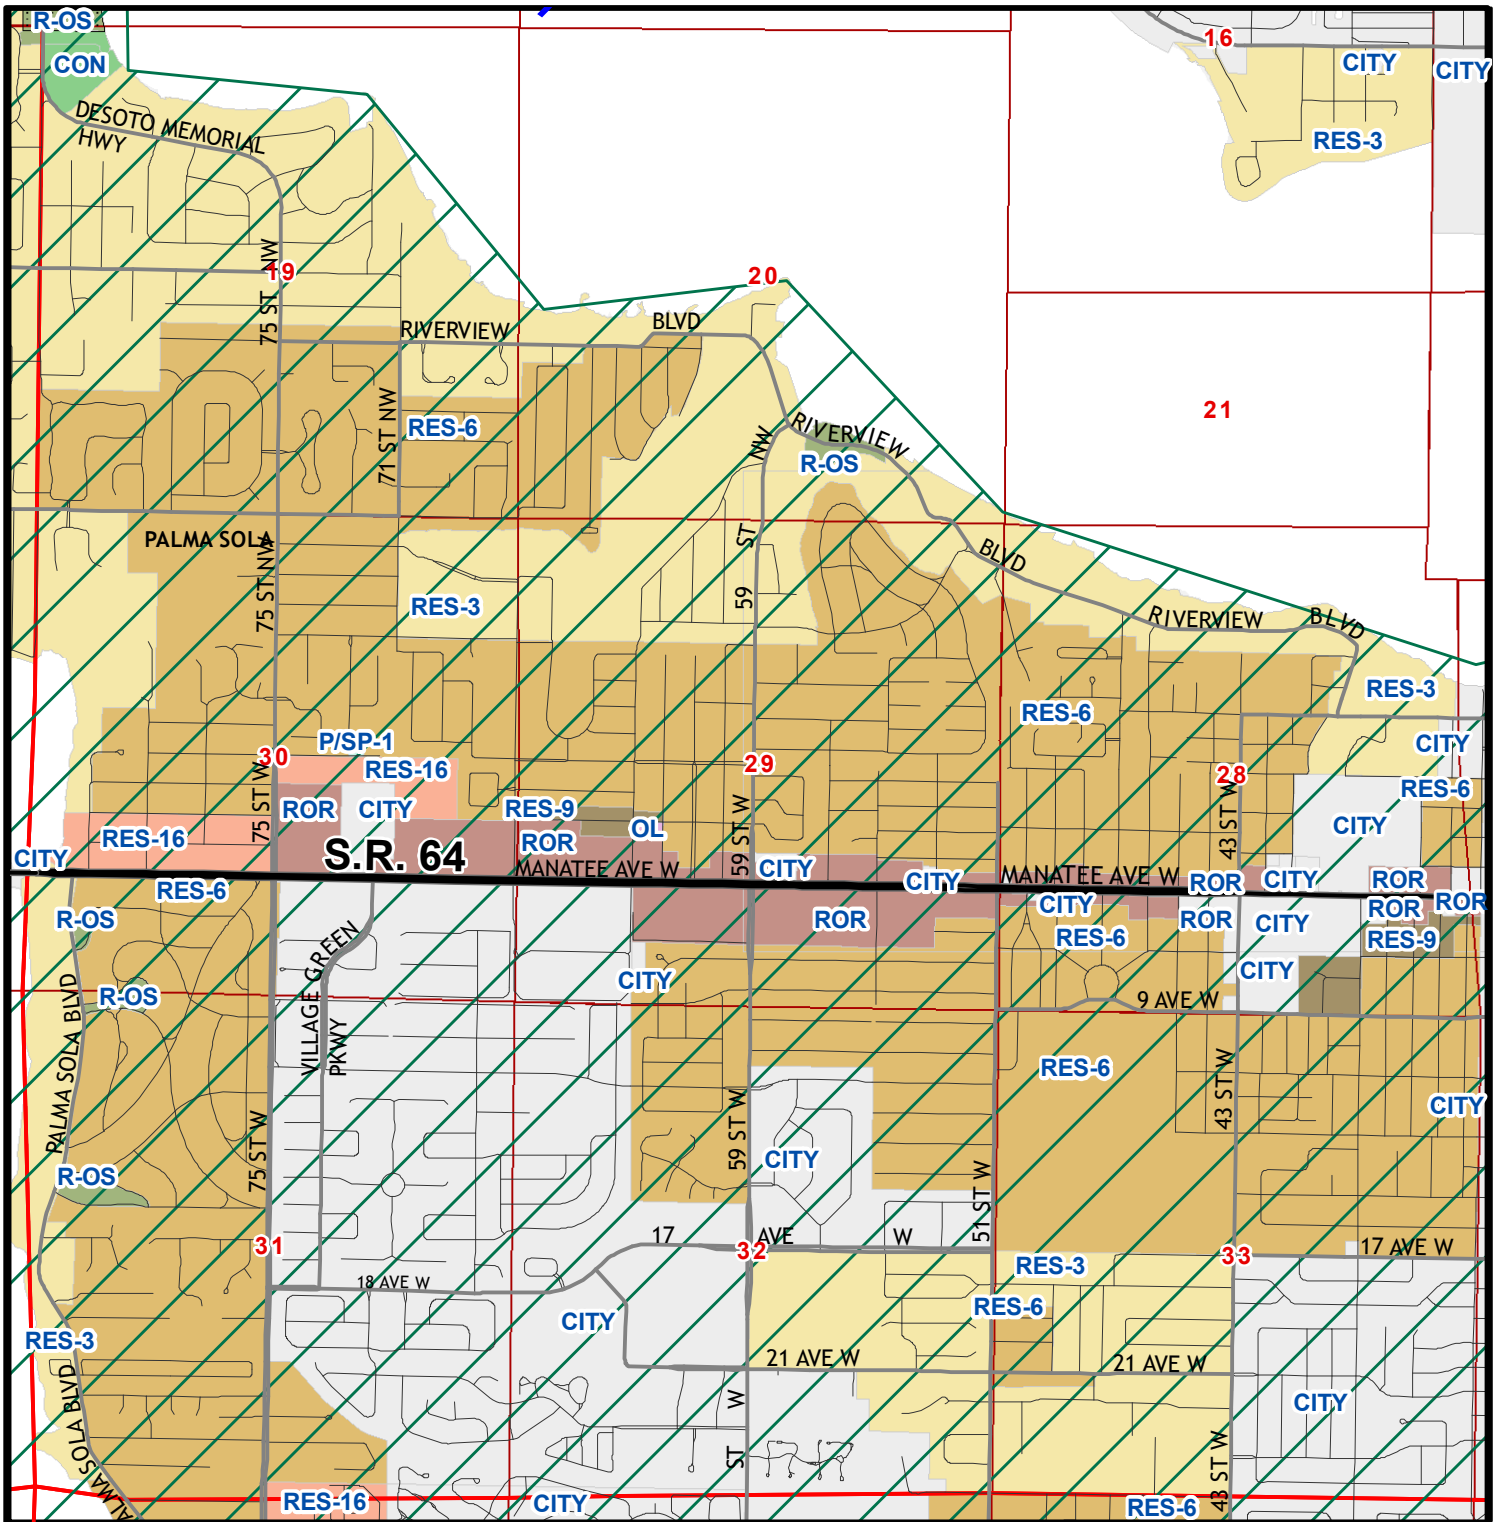 R-OS
CON
16
CITY
CITY
DESOTO MEMORIAL
HWY
RES-3
75 ST NW
19
20
RIVERVIEW
BLVD
71 ST NW
RES-6
21
NW
RIVERVIEW
R-OS
PALMA SOLA
75 ST NW
ST
59
BLVD
RES-3
RIVERVIEW
BLVD
RES-3
RES-6
P/SP-1
CITY
30
RES-16
29
28
RES-6
75 ST W
ROR
CITY
RES-9
OL
59 ST W
43 ST W
CITY
RES-16
ROR
CITY
S.R. 64
MANATEE AVE W
CITY
CITY
MANATEE AVE W
ROR
CITY
ROR
RES-6
R-OS
ROR
CITY
ROR
CITY
ROR
ROR
RES-6
RES-9
VILLAGE GREEN
PKWY
CITY
CITY
R-OS
9 AVE W
PALMA SOLA BLVD
RES-6
43 ST W
CITY
75 ST W
59 ST W
CITY
R-OS
51 ST W
31
17
AVE
W
32
33
17 AVE W
RES-3
18 AVE W
RES-6
CITY
RES-3
21 AVE W
21 AVE W
ALMA SOLA BLVD
W
ST
CITY
43 ST W
RES-16
CITY
RES-6